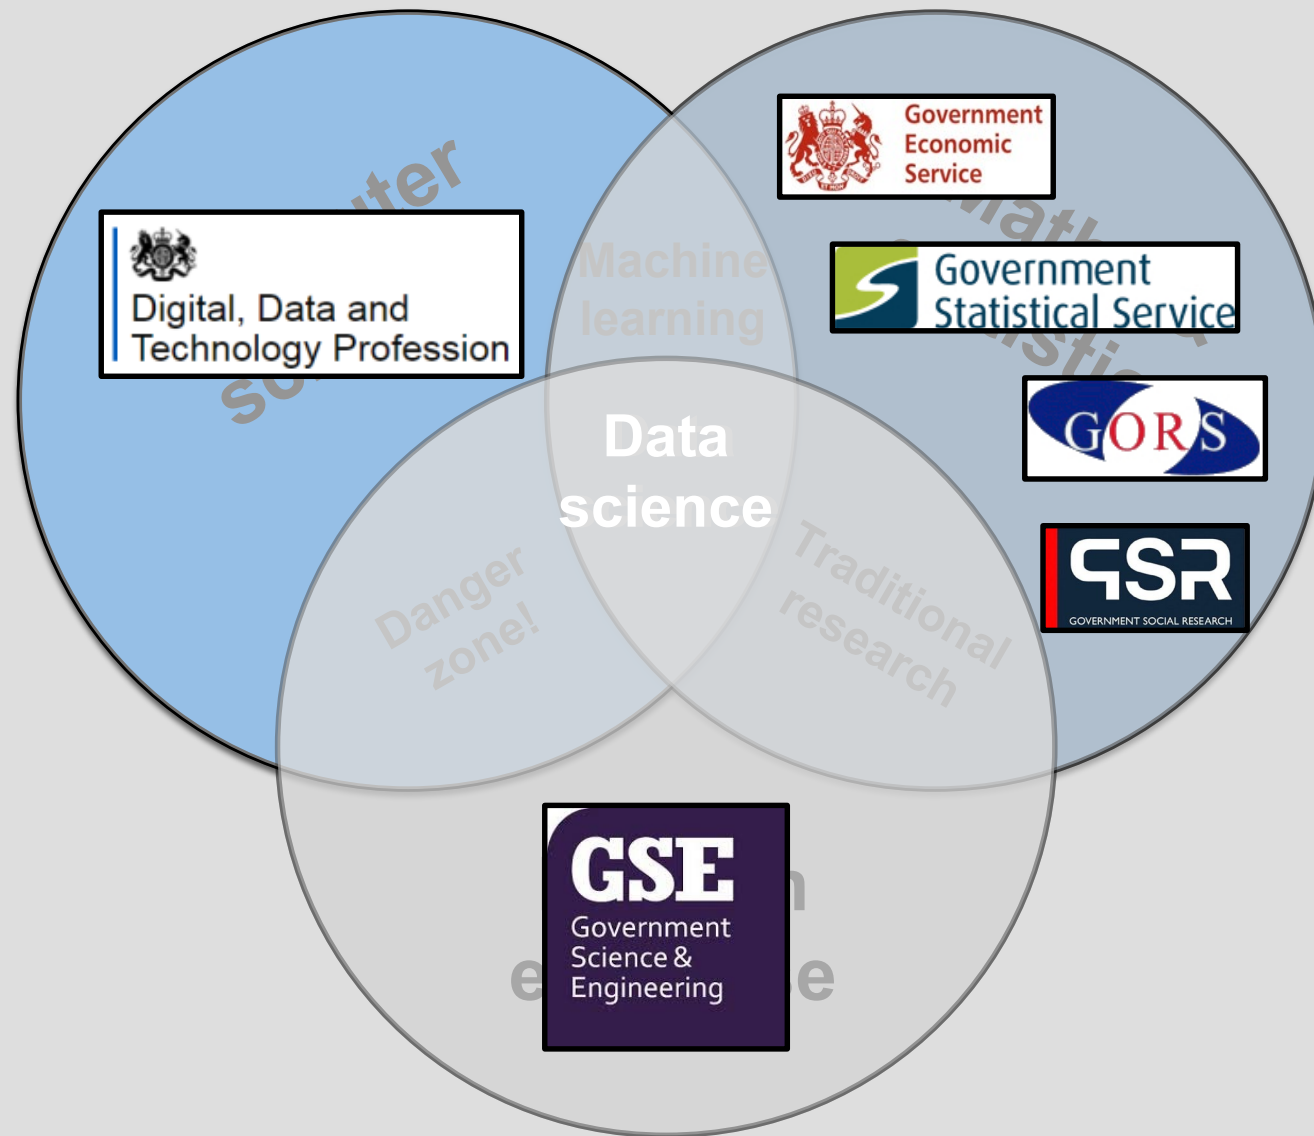 Government
Economic
Service
Digital, Data and
Technology Profession
Machine
learning
Government
Statistical Service
GORS
Data
science
GSR
GOVERNMENT SOCIAL RESEARCH
Danger
zone!
Traditional
research
GSE
Government
Science &
Engineering